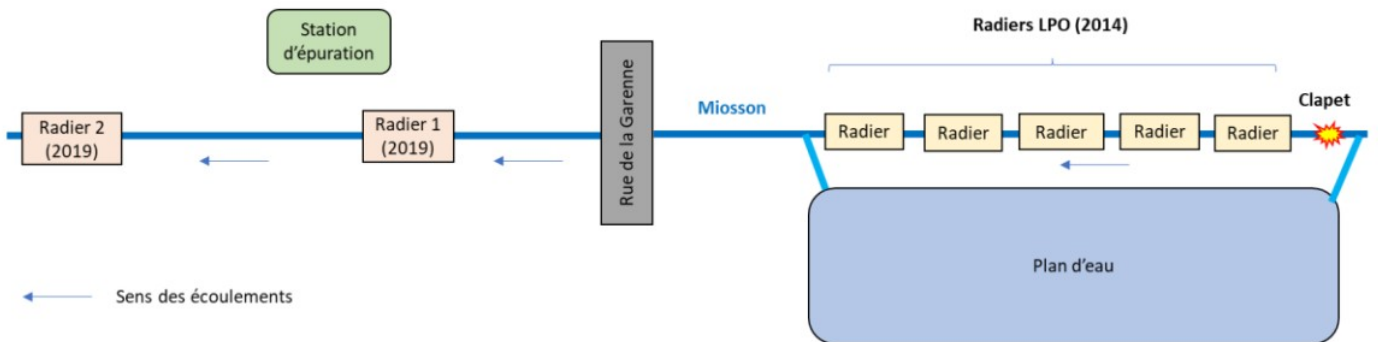 Station
d'épuration
Radiers LPO (2014)
Rue de la Garenne
Miosson
Clapet
Radier 2
(2019)
Radier 1
(2019)
Radier
Radier
Radier
Radier
Radier
Plan d'eau
Sens des écoulements